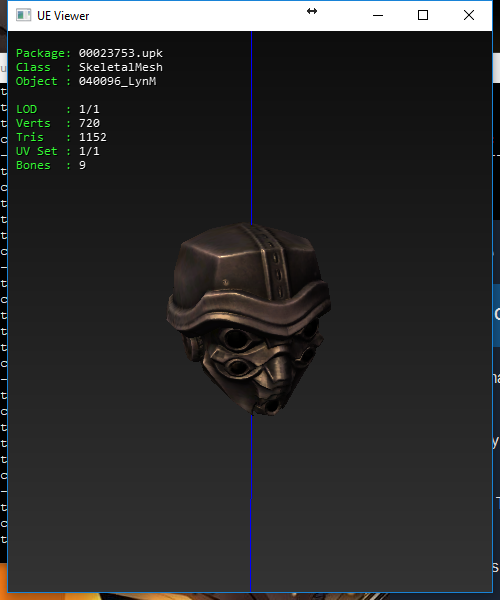 UE Viewer
Package: 00023753.upk
Class : SkeletalMesh
Object : 040096_LynM
LOD : 1/1
Verts : 720
Tris : 1152
UV Set : 1/1
Bones : 9